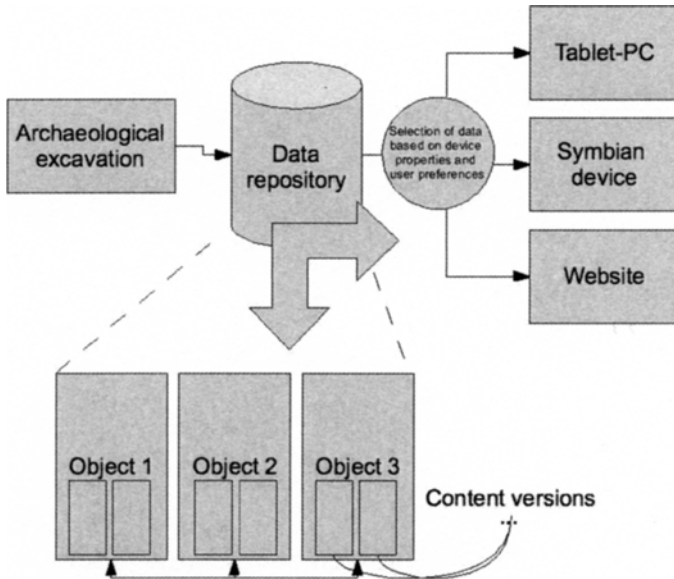 Archaeological
excavation
Data
repository
Selection of data
based on device
properties and
user preferences
Tablet-PC
Symbian
device
Website
Object 1
Object 2
Object 3
Content versions
...